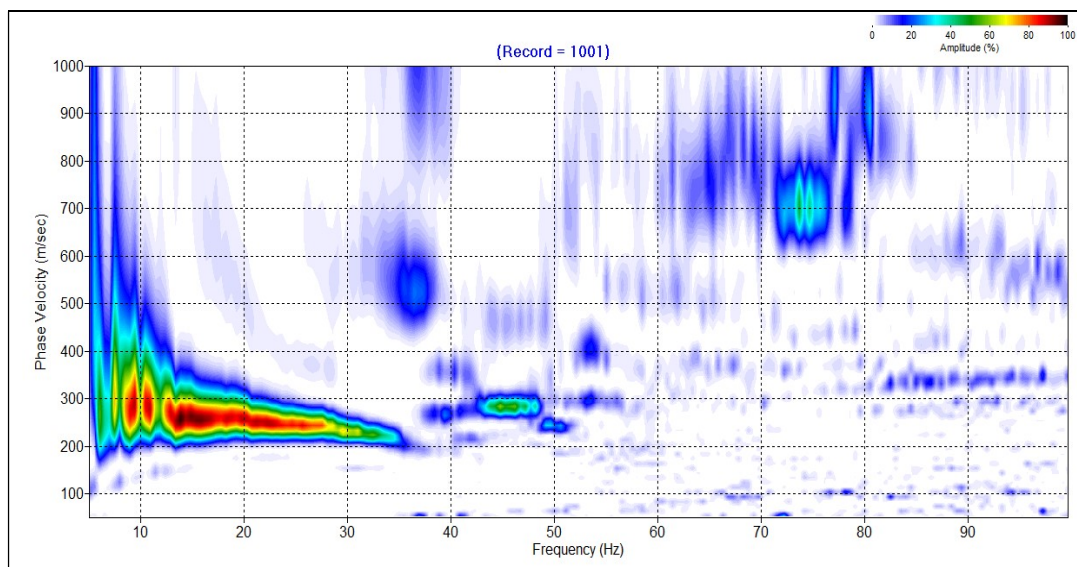 0 20 40 60 80 100
Amplitude (%)
(Record = 1001)
1000
900
800
700
600
500
400
300
200
100
Phase Velocity (m/sec)
10 20 30 40 50 60 70 80 90
Frequency (Hz)